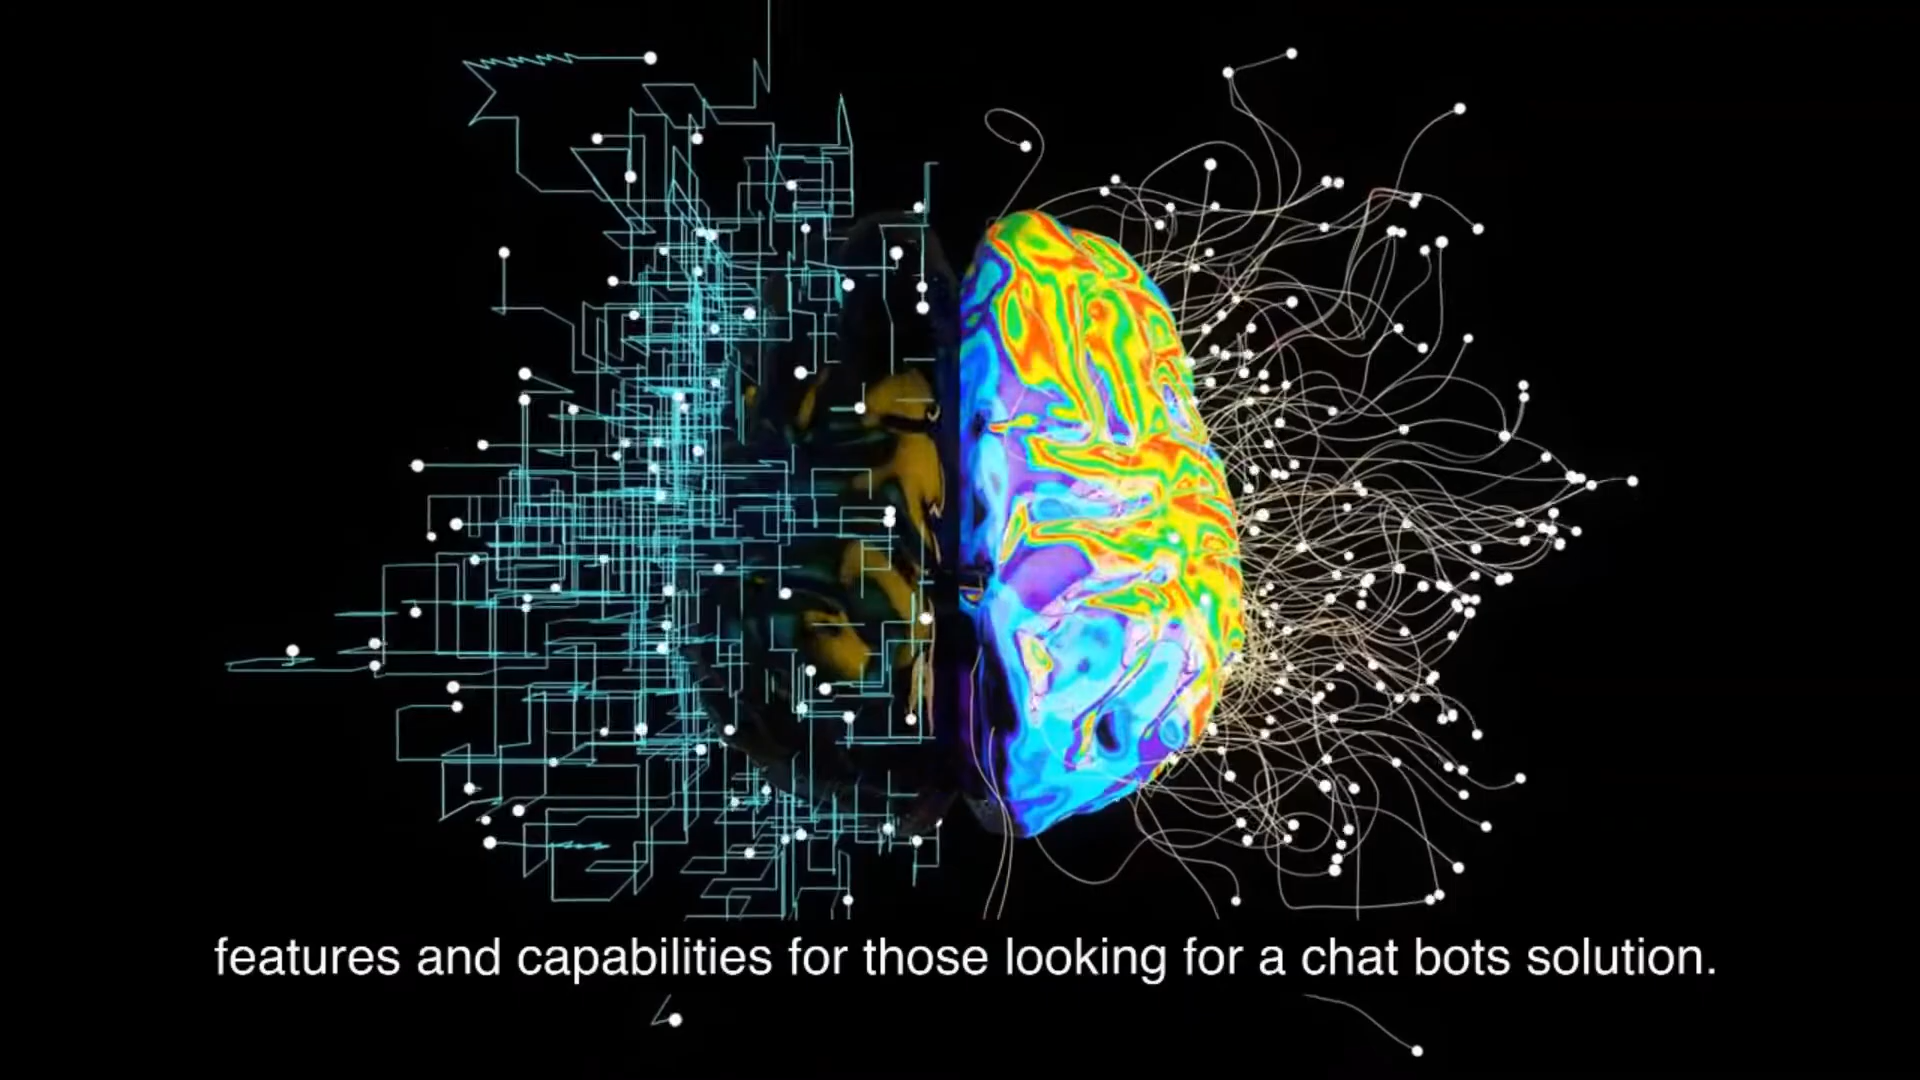 features and capabilities for those looking for a chat bots solution.